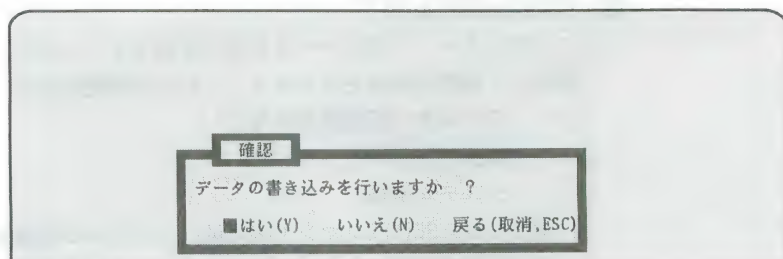 確認
データの書き込みを行いますか ?
■はい(Y) いいえ(N) 戻る(取消,ESC)